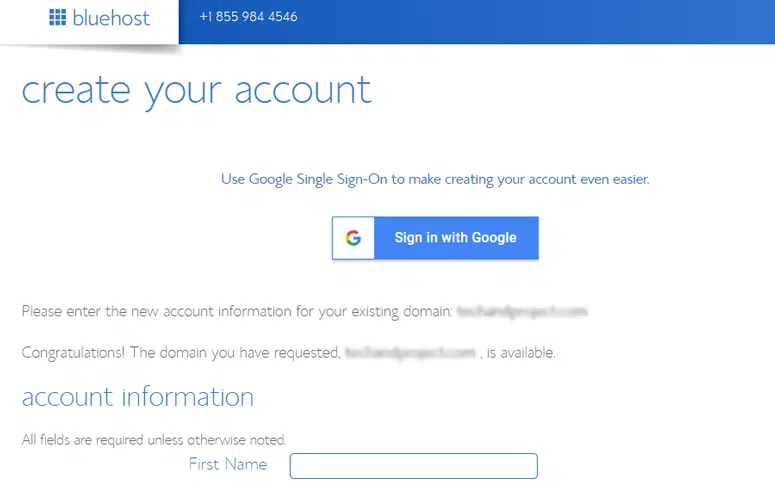 bluehost
+1 855 984 4546
create your account
Use Google Single Sign-On to make creating your account even easier.
Sign in with Google
Please enter the new account information for your existing domain:
Congratulations! The domain you have requested, , is available.
account information
All fields are required unless otherwise noted.
First Name